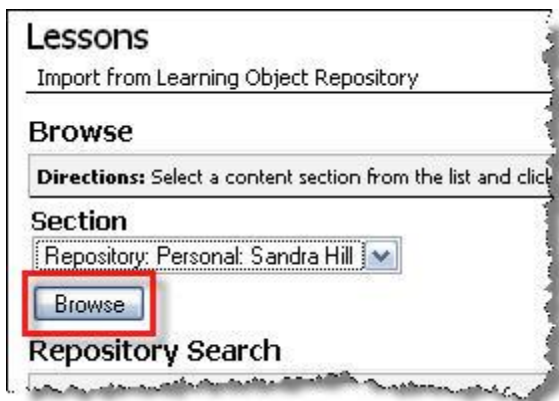 Lessons
Import from Learning Object Repository
Browse
Directions: Select a content section from the list and click
Section
Repository: Personal: Sandra Hill
Browse
Repository Search